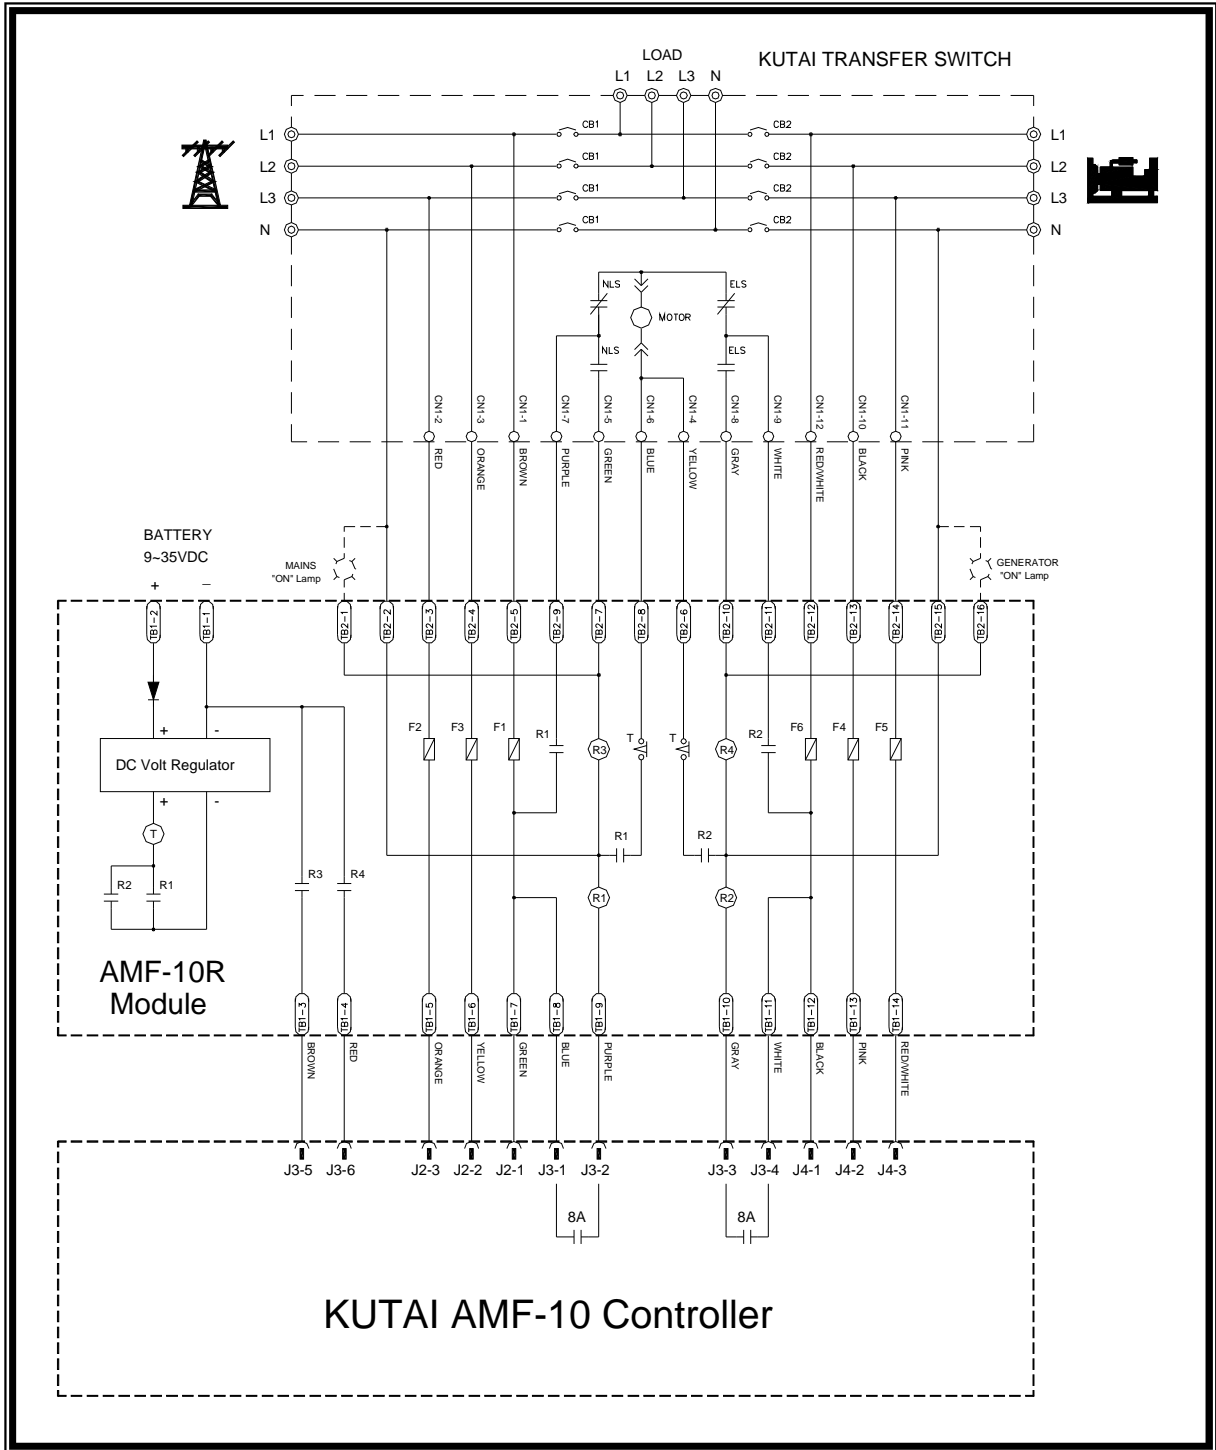 LOAD
KUTAI TRANSFER SWITCH
L1 L2 L3 N
L1 CB1 CB2 L1
L2 CB1 CB2 L2
L3 CB1 CB2 L3
N CB1 CB2 N
NLS ELS
MOTOR
NLS ELS
CN1-2 CN1-3 CN1-1 CN1-7 CN1-5 CN1-6 CN1-4 CN1-8 CN1-9 CN1-12 CN1-10 CN1-11
RED ORANGE BROWN PURPLE GREEN BLUE YELLOW GRAY WHITE RED/WHITE BLACK PINK
BATTERY
9~35VDC
+ −
MAINS
"ON" Lamp
GENERATOR
"ON" Lamp
TB1-2 TB1-1 TB2-1 TB2-2 TB2-3 TB2-4 TB2-5 TB2-9 TB2-7 TB2-8 TB2-6 TB2-10 TB2-11 TB2-12 TB2-13 TB2-14 TB2-15 TB2-16
F2 F3 F1 R1 R3 T T R4 R2 F6 F4 F5
+ -
DC Volt Regulator
+ -
T
R1 R2
R2 R1 R3 R4
R1 R2
AMF-10R
Module
TB1-3 TB1-4 TB1-5 TB1-6 TB1-7 TB1-8 TB1-9 TB1-10 TB1-11 TB1-12 TB1-13 TB1-14
BROWN RED ORANGE YELLOW GREEN BLUE PURPLE GRAY WHITE BLACK PINK RED/WHITE
J3-5 J3-6 J2-3 J2-2 J2-1 J3-1 J3-2 J3-3 J3-4 J4-1 J4-2 J4-3
8A 8A
KUTAI AMF-10 Controller